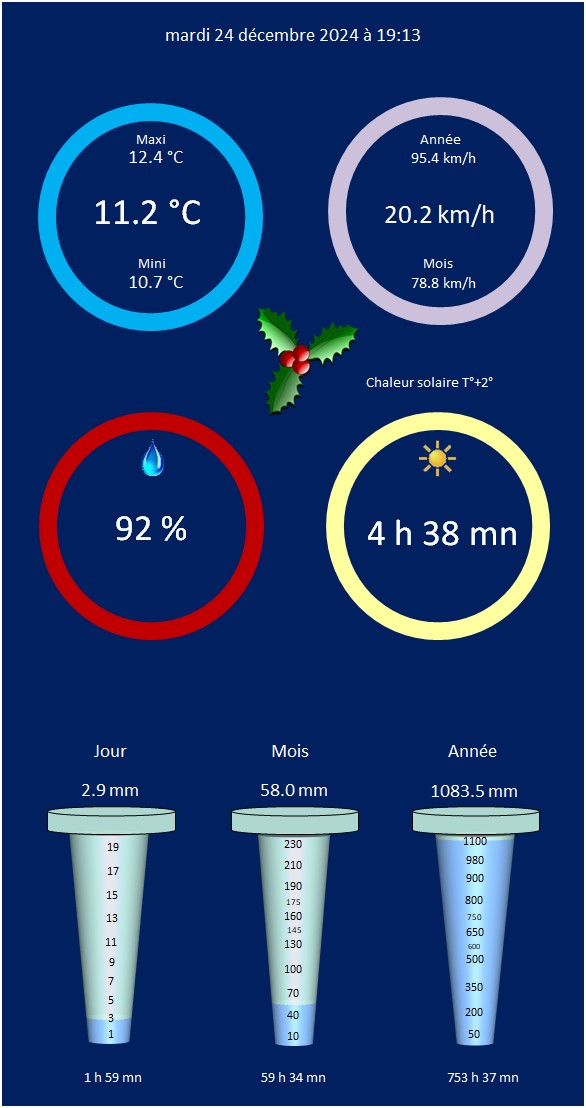 mardi 24 décembre 2024 à 19:13
Maxi
12.4 °C
11.2 °C
Mini
10.7 °C
Année
95.4 km/h
20.2 km/h
Mois
78.8 km/h
Chaleur solaire T°+2°
92 %
4 h 38 mn
Jour
2.9 mm
19
17
15
13
11
9
7
5
3
1
1 h 59 mn
Mois
58.0 mm
230
210
190
175
160
145
130
100
70
40
10
59 h 34 mn
Année
1083.5 mm
1100
980
900
800
750
650
600
500
350
200
50
753 h 37 mn